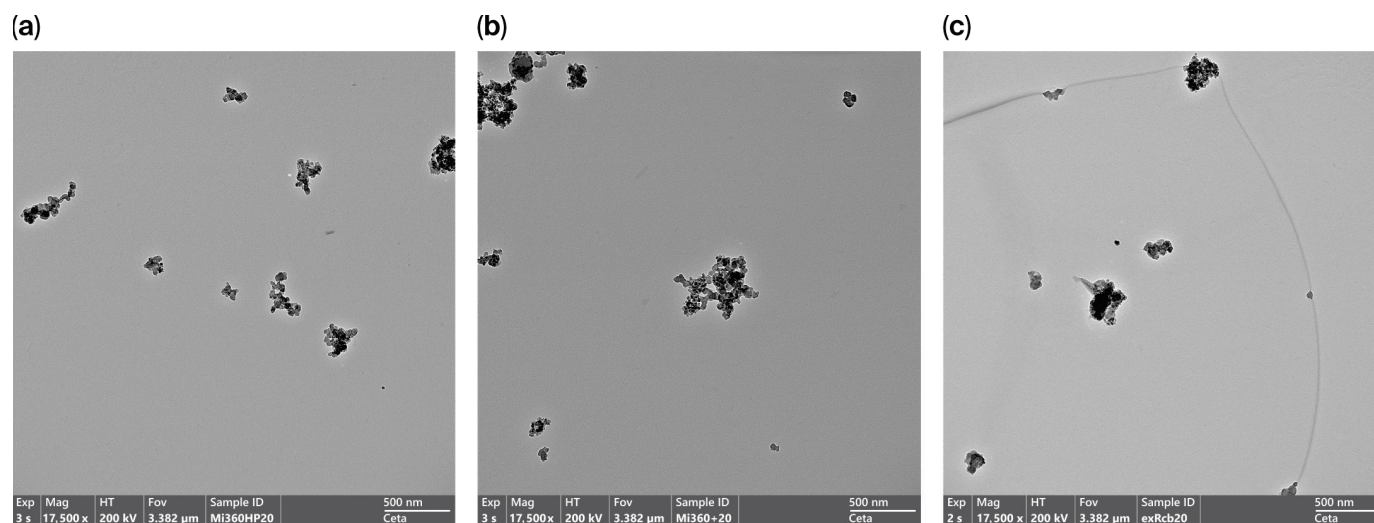 (a) (b) (c)
Exp Mag HT Fov Sample ID 500 nm
3 s 17,500 x 200 kV 3.382 µm Mi360HP20 Ceta
Exp Mag HT Fov Sample ID 500 nm
3 s 17,500 x 200 kV 3.382 µm Mi360+20 Ceta
Exp Mag HT Fov Sample ID 500 nm
2 s 17,500 x 200 kV 3.382 µm exRcb20 Ceta